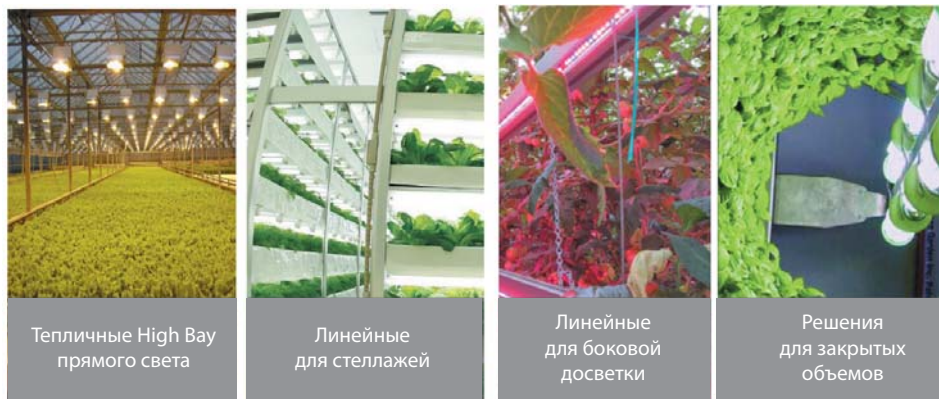 Тепличные High Bay
прямого света
Линейные
для стеллажей
Линейные
для боковой
досветки
Решения
для закрытых
объемов